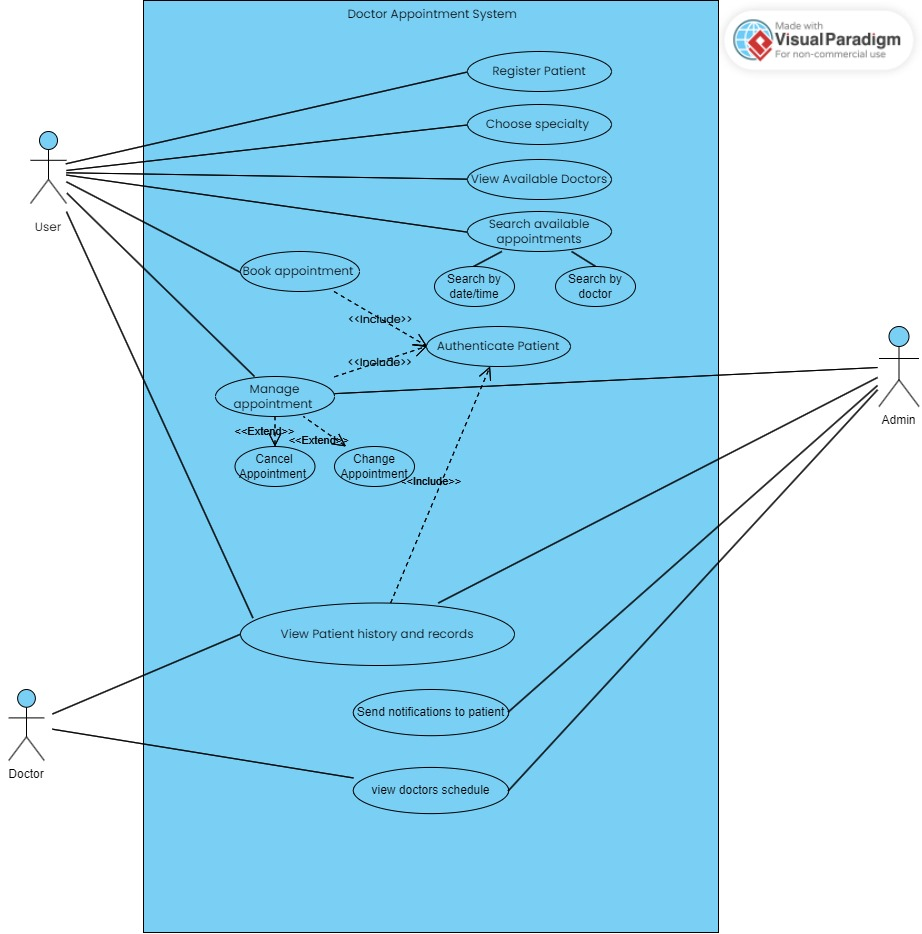 Doctor Appointment System
Made with
VisualParadigm
For non-commercial use
Register Patient
Choose specialty
View Available Doctors
User
Search available
appointments
Book appointment
Search by
date/time
Search by
doctor
<<Include>>
Authenticate Patient
<<Include>>
Manage
appointment
Admin
<<Extend>>
<<Extend>>
Cancel
Appointment
Change
Appointment
<<Include>>
View Patient history and records
Send notifications to patient
Doctor
view doctors schedule